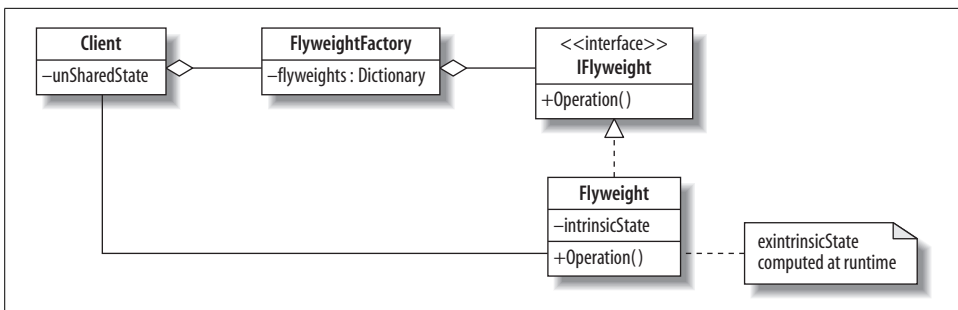 Client
–unSharedState
FlyweightFactory
–flyweights : Dictionary
<<interface>>
IFlyweight
+Operation()
Flyweight
–intrinsicState
+Operation()
exintrinsicState
computed at runtime